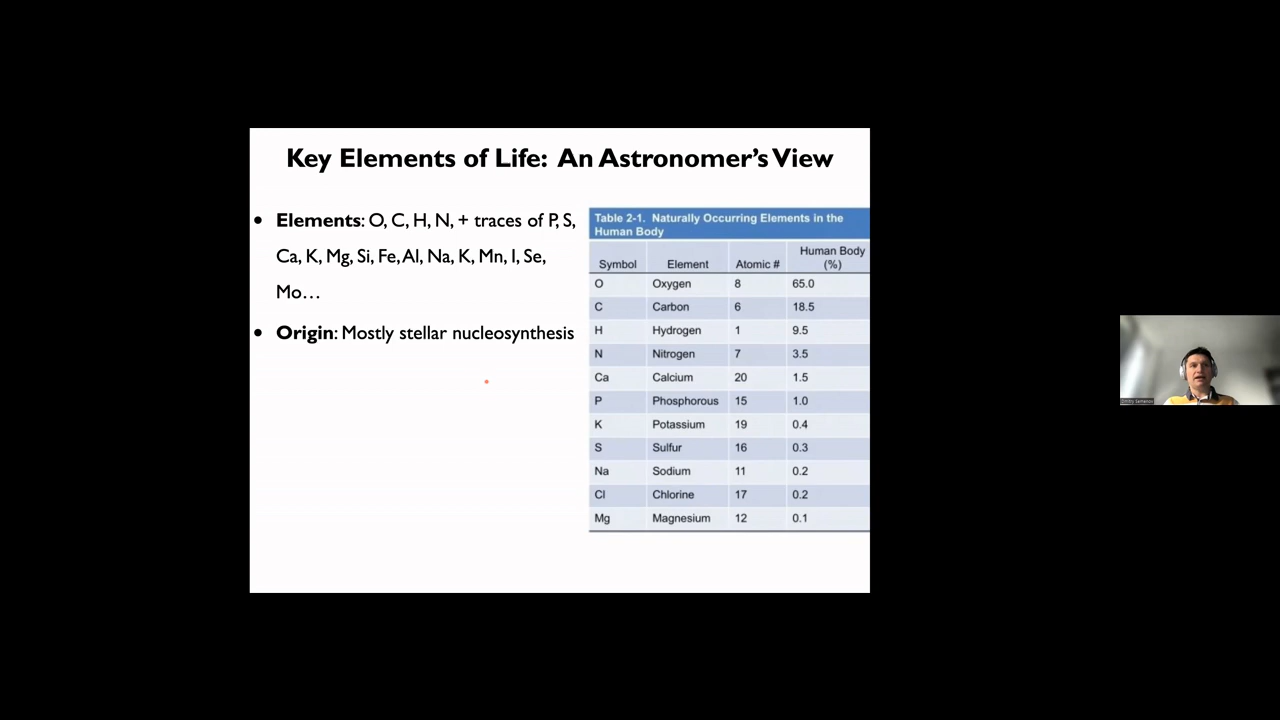 Key Elements of Life: An Astronomer's View
• Elements: O, C, H, N, + traces of P, S,
Ca, K, Mg, Si, Fe, Al, Na, K, Mn, I, Se,
Mo…
• Origin: Mostly stellar nucleosynthesis
Table 2-1. Naturally Occurring Elements in the
Human Body
Symbol Element Atomic # Human Body
(%)
O Oxygen 8 65.0
C Carbon 6 18.5
H Hydrogen 1 9.5
N Nitrogen 7 3.5
Ca Calcium 20 1.5
P Phosphorous 15 1.0
K Potassium 19 0.4
S Sulfur 16 0.3
Na Sodium 11 0.2
Cl Chlorine 17 0.2
Mg Magnesium 12 0.1